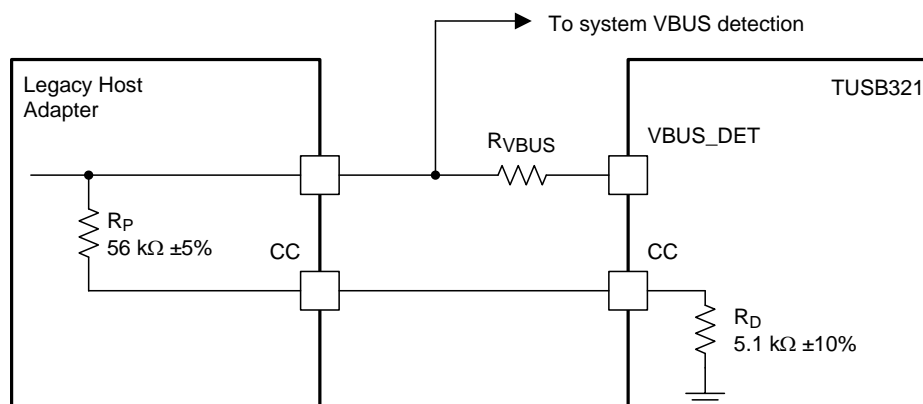 To system VBUS detection
Legacy Host
Adapter
TUSB321
RVBUS
VBUS_DET
RP
56 kΩ ±5%
CC
CC
RD
5.1 kΩ ±10%